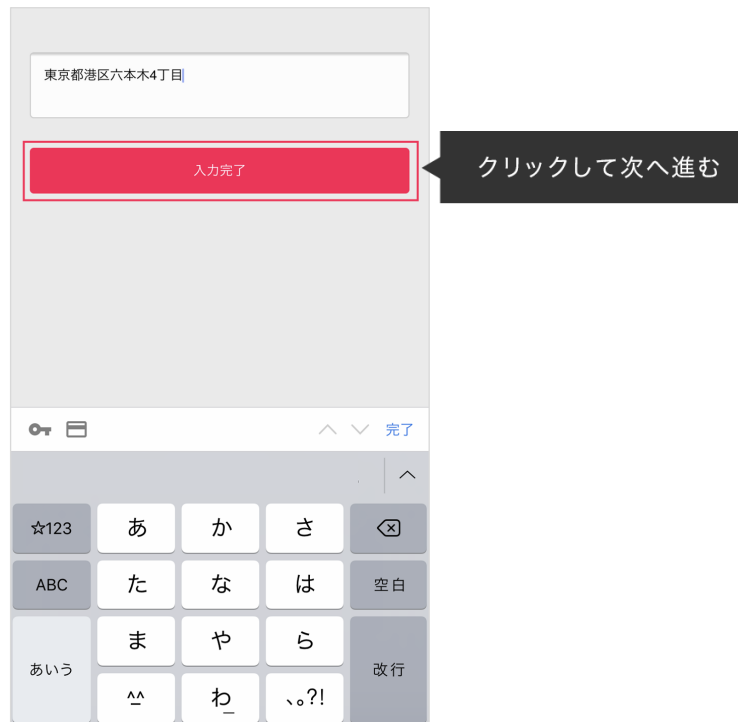 東京都港区六本木4丁目
入力完了
クリックして次へ進む
完了
☆123 あ か さ
ABC た な は 空白
あいう ま や ら 改行
^^ わ_ 、。?!